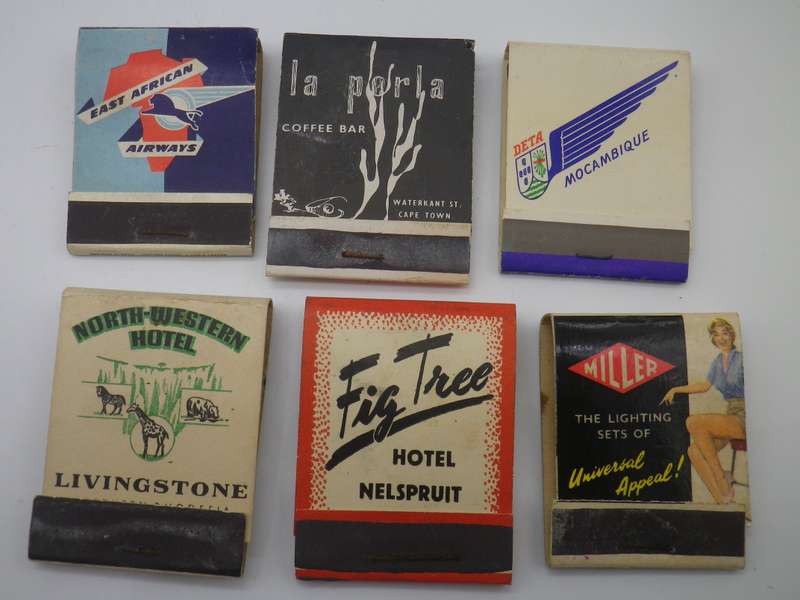 EAST AFRICAN
AIRWAYS
la porla
COFFEE BAR
WATERKANT ST:
CAPE TOWN
DETA
MOCAMBIQUE
NORTH-WESTERN
HOTEL
LIVINGSTONE
Fig Tree
HOTEL
NELSPRUIT
MILLER
THE LIGHTING
SETS OF
Universal
Appeal!